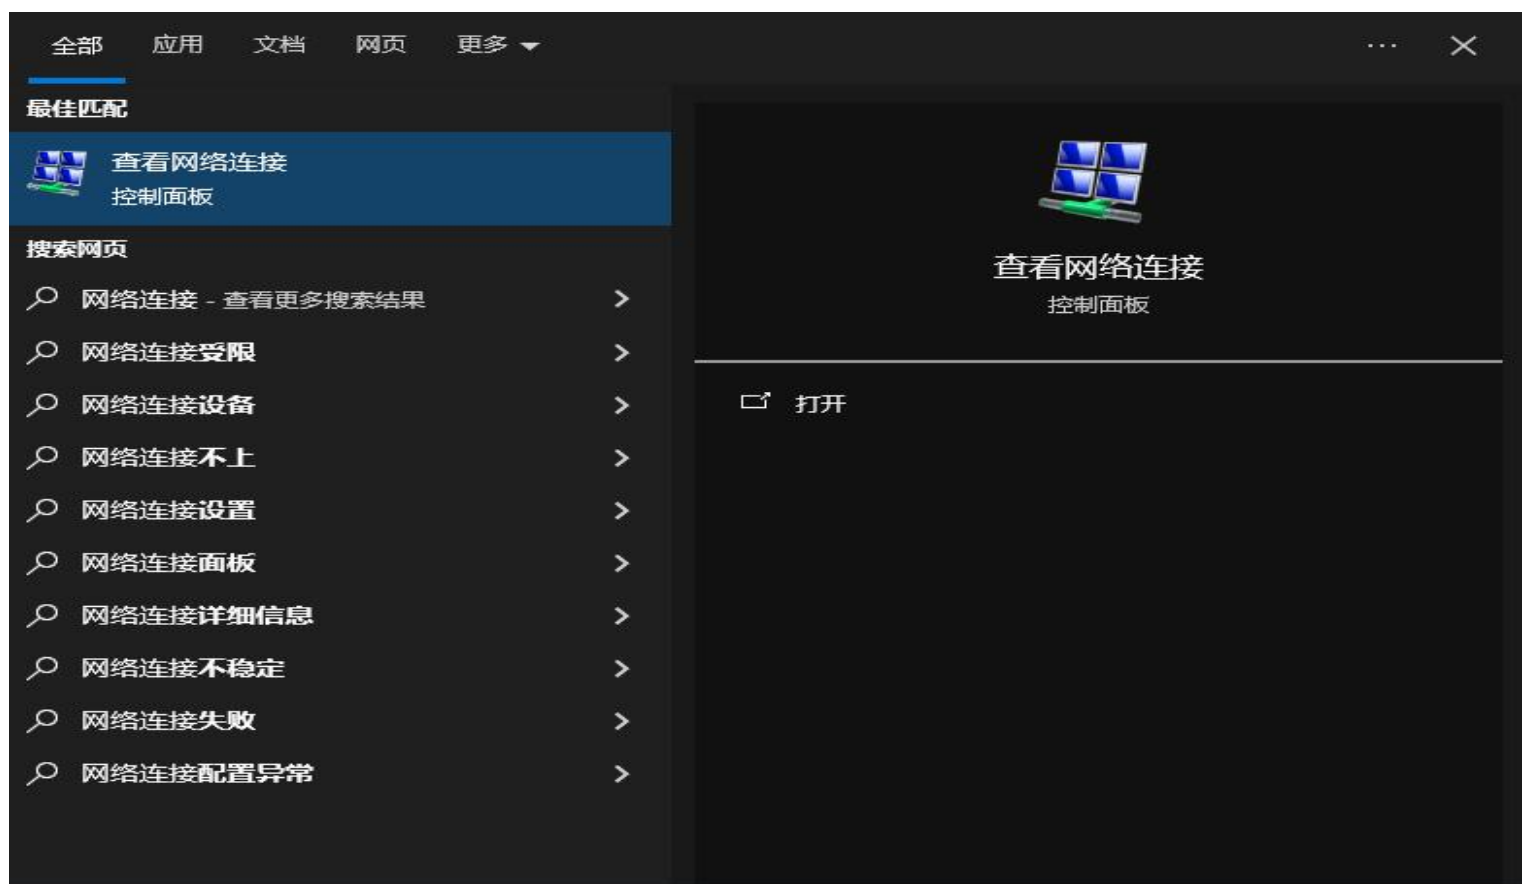 全部 应用 文档 网页 更多
最佳匹配
查看网络连接
控制面板
搜索网页
网络连接 - 查看更多搜索结果
网络连接受限
网络连接设备
网络连接不上
网络连接设置
网络连接面板
网络连接详细信息
网络连接不稳定
网络连接失败
网络连接配置异常
查看网络连接
控制面板
打开